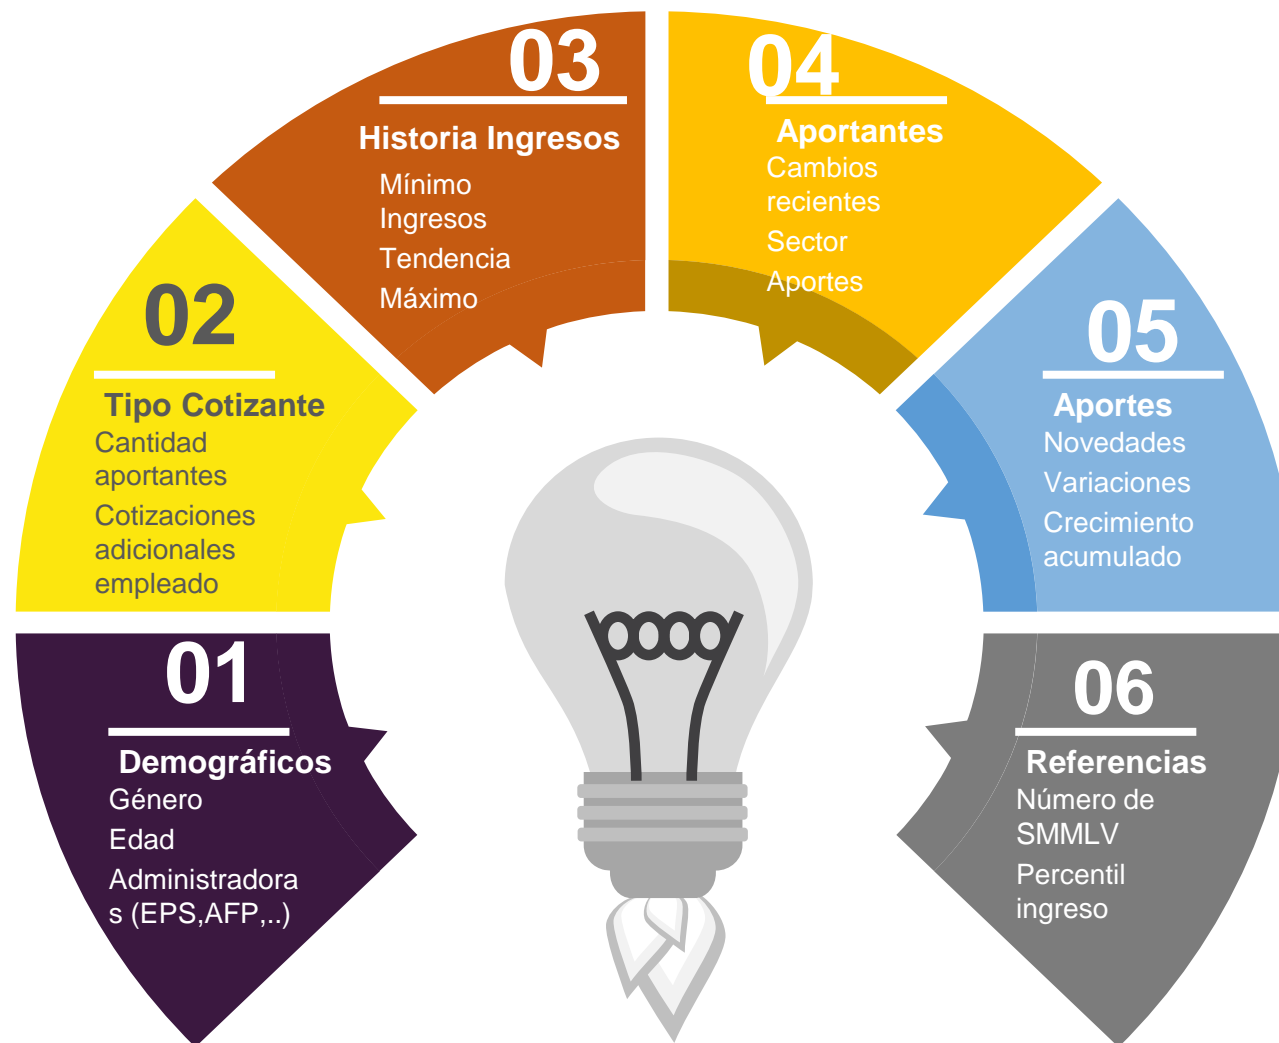 01
Demográficos
Género
Edad
Administradora
s (EPS,AFP,..)
02
Tipo Cotizante
Cantidad
aportantes
Cotizaciones
adicionales
empleado
03
Historia Ingresos
Mínimo
Ingresos
Tendencia
Máximo
04
Aportantes
Cambios
recientes
Sector
Aportes
05
Aportes
Novedades
Variaciones
Crecimiento
acumulado
06
Referencias
Número de
SMMLV
Percentil
ingreso